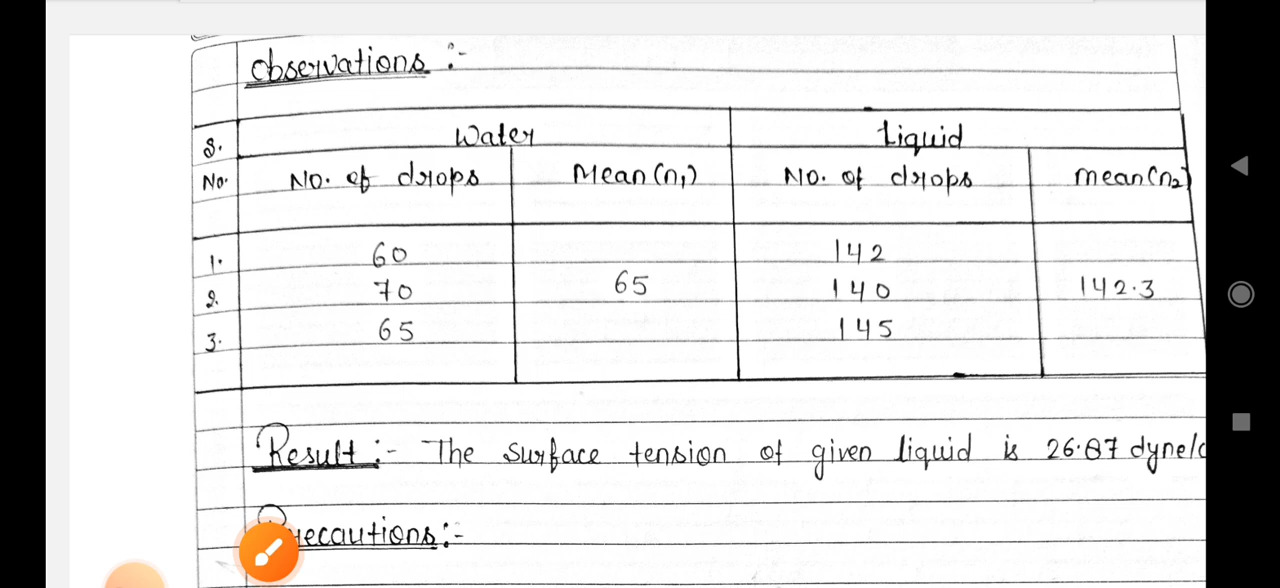 Observations :-
S. No.
Water
Liquid
No. of drops
Mean (n₁)
No. of drops
mean (n₂)
1. 60 142
2. 70 65 140 142.3
3. 65 145
Result :- The surface tension of given liquid is 26.87 dyne/c
Precautions :-